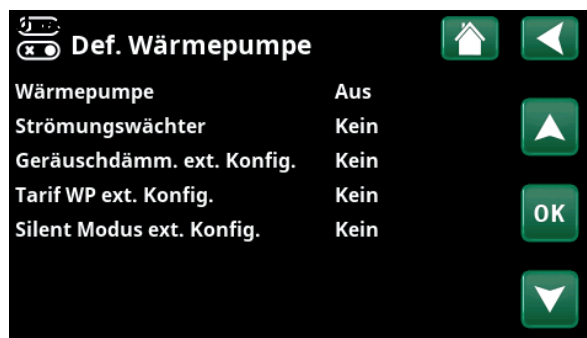 Def. Wärmepumpe
Wärmepumpe Aus
Strömungswächter Kein
Geräuschdämm. ext. Konfig. Kein
Tarif WP ext. Konfig. Kein
OK
Silent Modus ext. Konfig. Kein